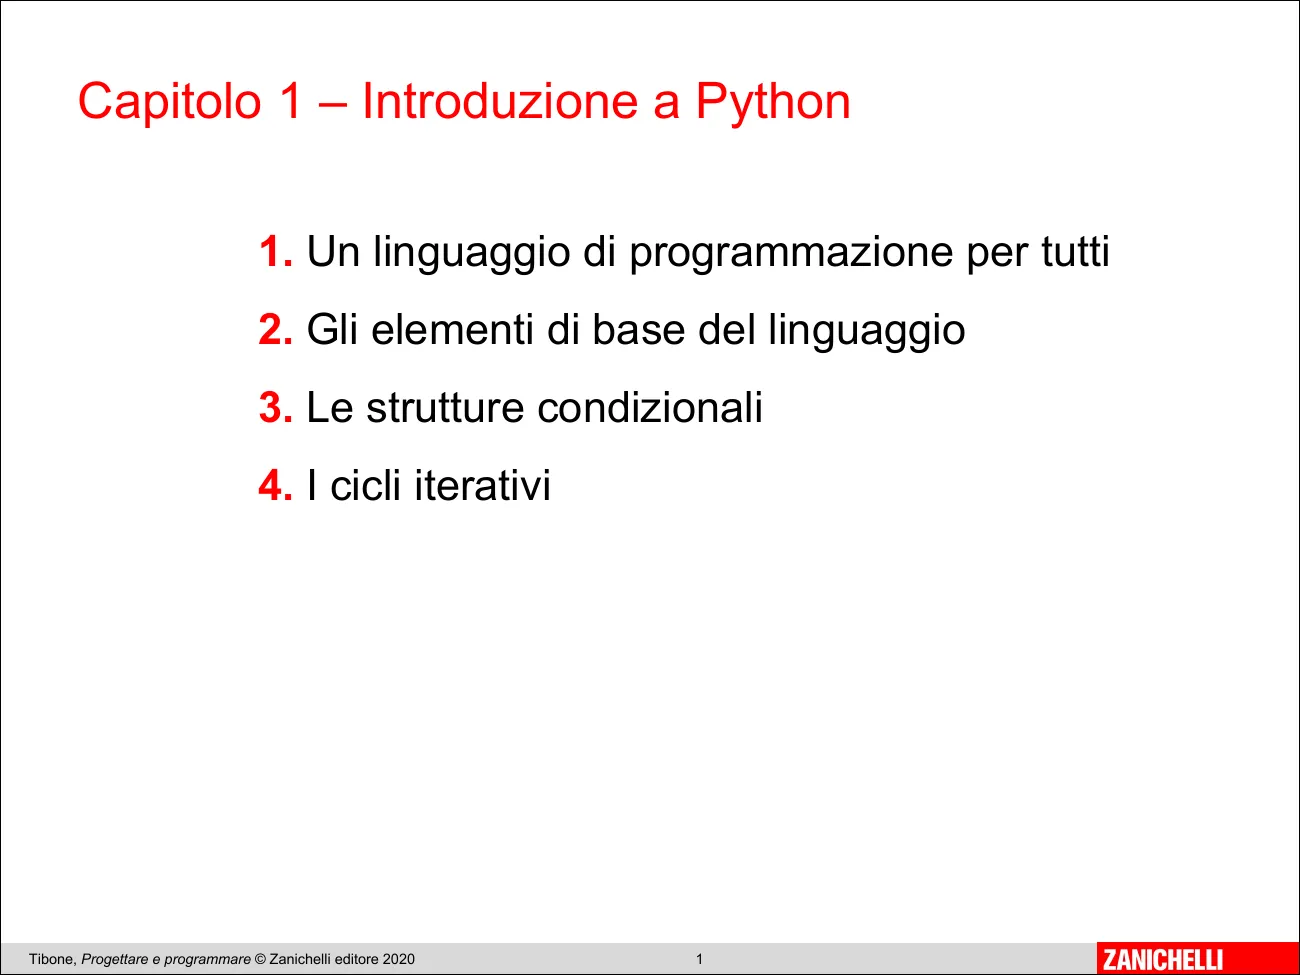 Capitolo 1 – Introduzione a Python
1. Un linguaggio di programmazione per tutti
2. Gli elementi di base del linguaggio
3. Le strutture condizionali
4. I cicli iterativi
Tibone, Progettare e programmare © Zanichelli editore 2020
1
ZANICHELLI